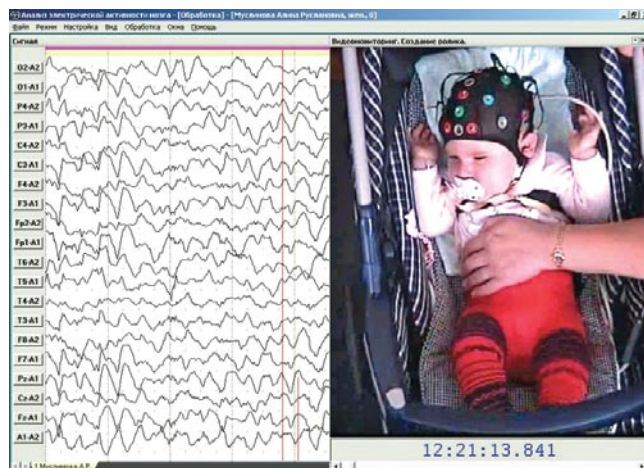 Анализ электрической активности мозга - [Обработка] - [Муслинова Алина Руслановна, жен, 0]
Файл Режим Настройка Вид Обработка Окна Помощь
Сигнал
Видеомониторинг. Создание ролика.
O2-A2
O1-A1
P4-A2
P3-A1
C4-A2
C3-A1
F4-A2
F3-A1
Fp2-A2
Fp1-A1
T6-A2
T5-A1
T4-A2
T3-A1
F8-A2
F7-A1
Pz-A1
Cz-A2
Fz-A1
A1-A2
12:21:13.841